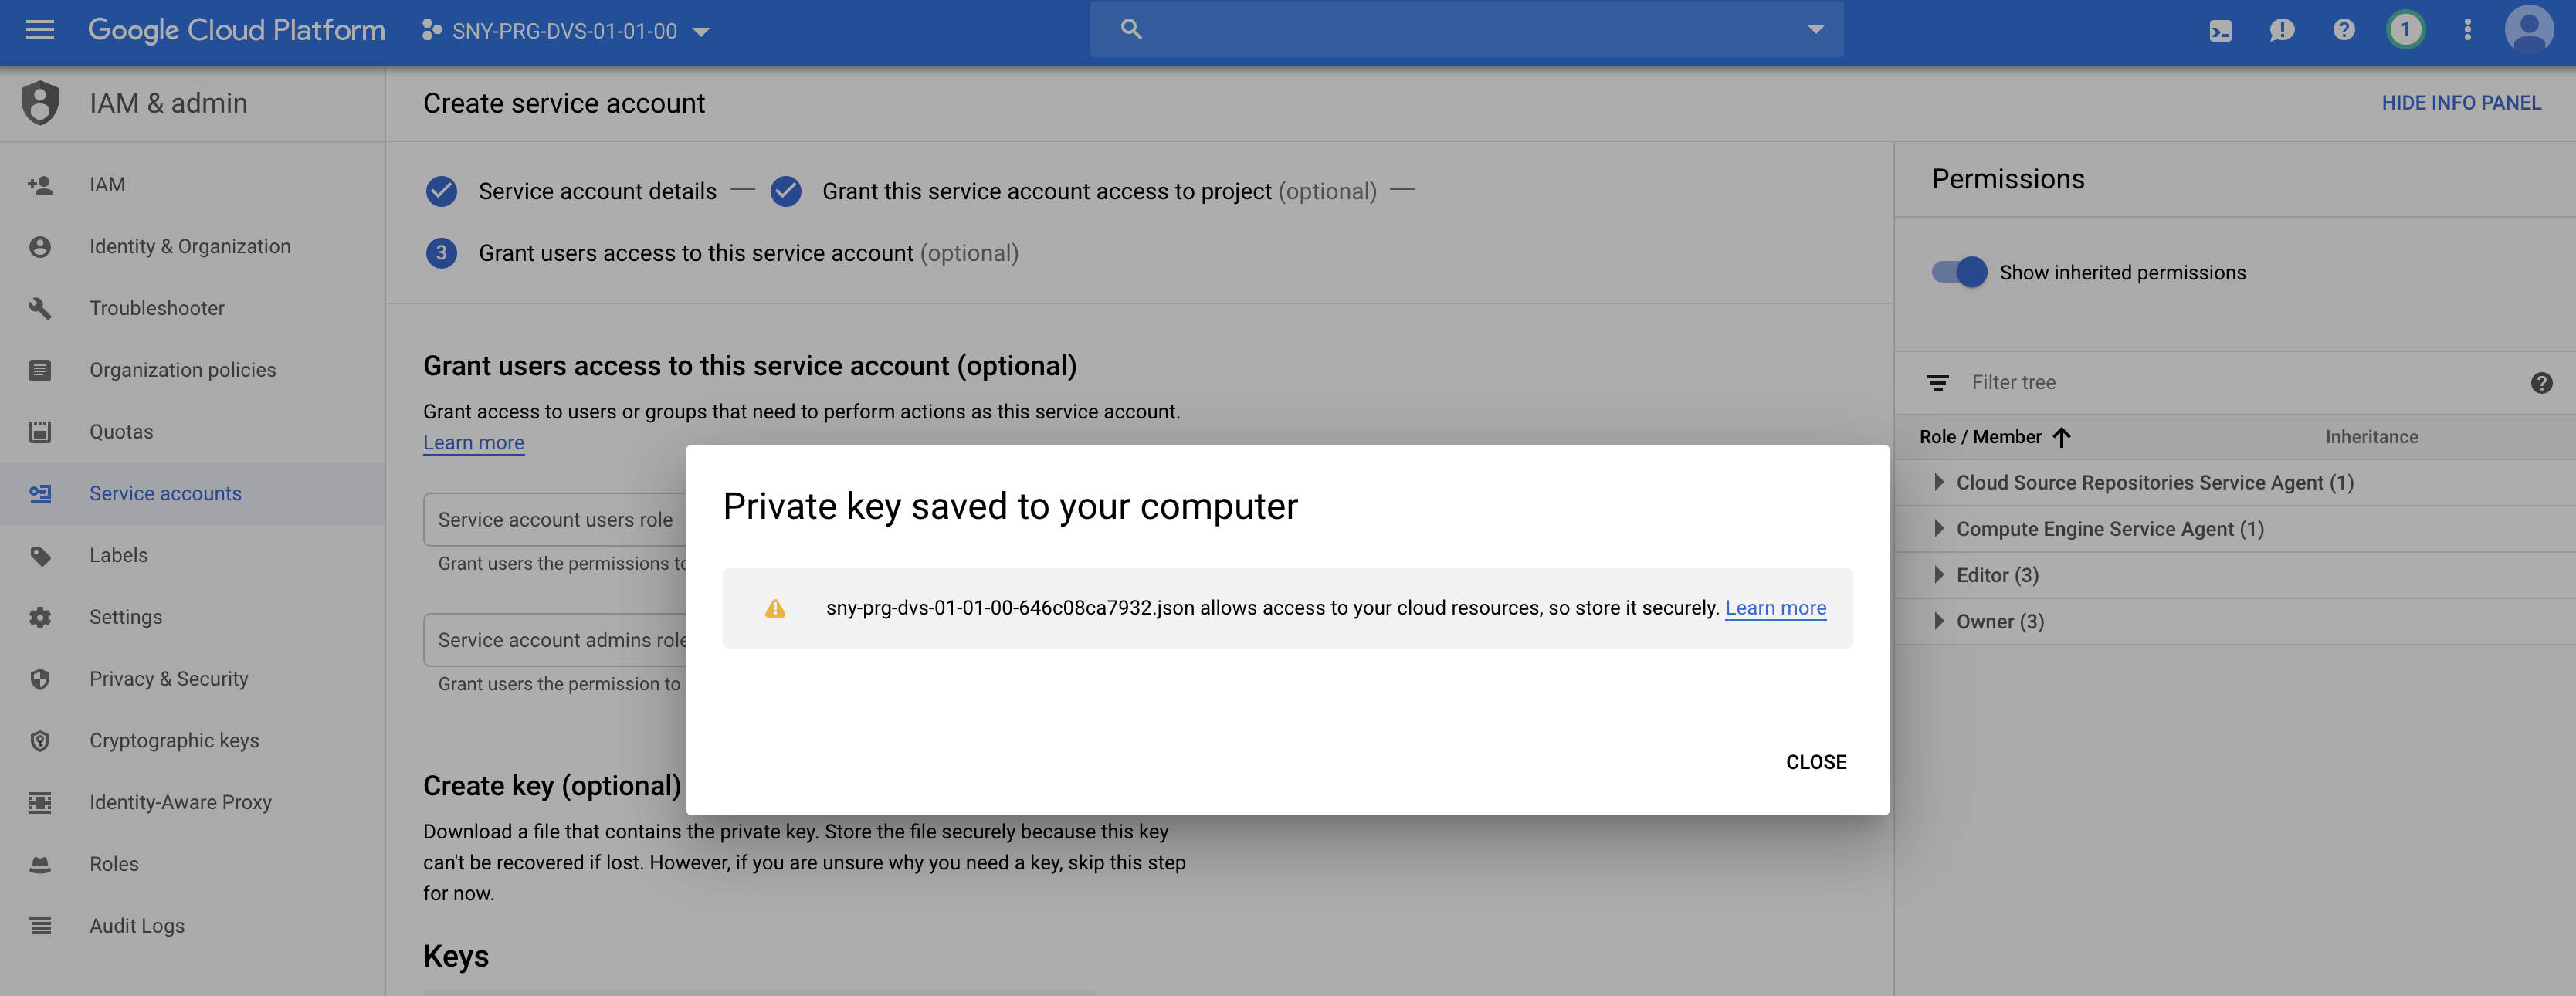 Google Cloud Platform
SNY-PRG-DVS-01-01-00
1
IAM & admin
Create service account
HIDE INFO PANEL
IAM
Identity & Organization
Troubleshooter
Organization policies
Quotas
Service accounts
Labels
Settings
Privacy & Security
Cryptographic keys
Identity-Aware Proxy
Roles
Audit Logs
Service account details — Grant this service account access to project (optional) —
3 Grant users access to this service account (optional)
Grant users access to this service account (optional)
Grant access to users or groups that need to perform actions as this service account.
Learn more
Service account users role
Grant users the permissions to
Service account admins role
Grant users the permission to
Private key saved to your computer
sny-prg-dvs-01-01-00-646c08ca7932.json allows access to your cloud resources, so store it securely. Learn more
CLOSE
Create key (optional)
Download a file that contains the private key. Store the file securely because this key
can't be recovered if lost. However, if you are unsure why you need a key, skip this step
for now.
Keys
Permissions
Show inherited permissions
Filter tree
Role / Member Inheritance
Cloud Source Repositories Service Agent (1)
Compute Engine Service Agent (1)
Editor (3)
Owner (3)